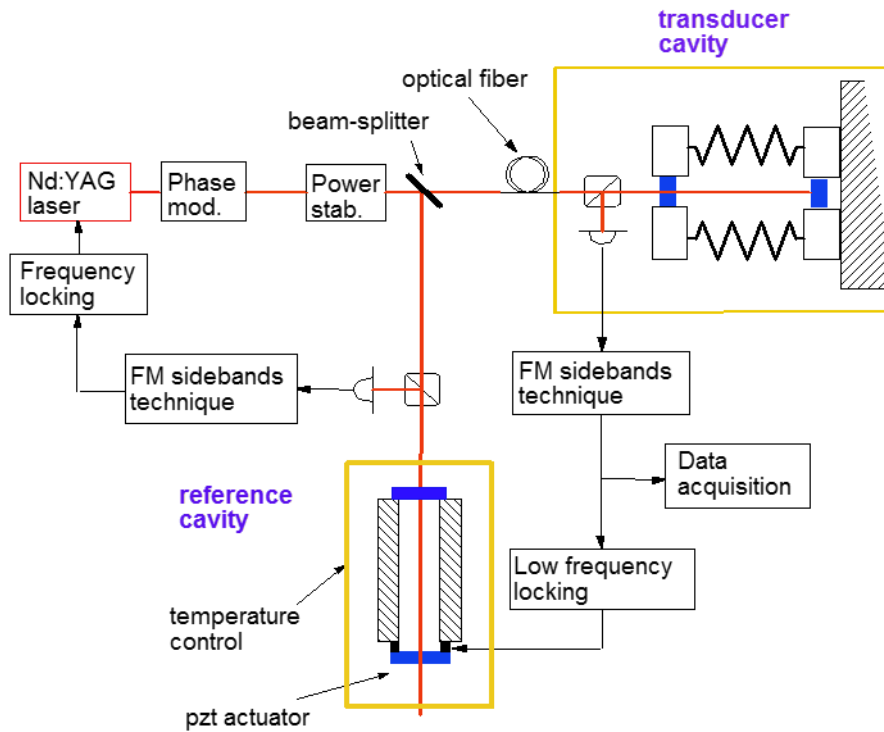 transducer
cavity
optical fiber
beam-splitter
Nd:YAG
laser
Phase
mod.
Power
stab.
Frequency
locking
FM sidebands
technique
FM sidebands
technique
Data
acquisition
reference
cavity
Low frequency
locking
temperature
control
pzt actuator